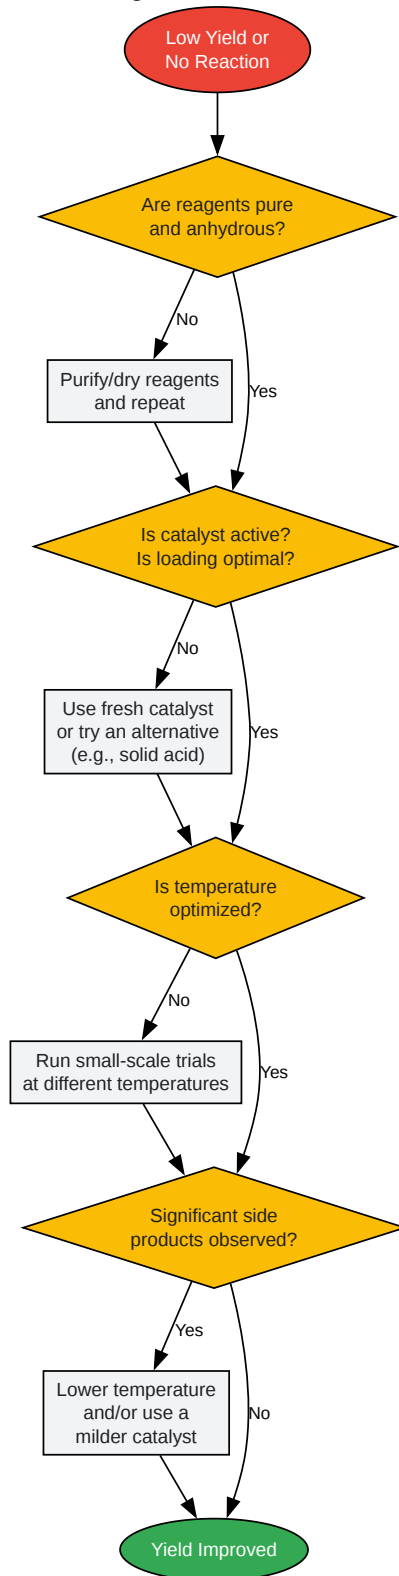 Low Yield or
No Reaction
Are reagents pure
and anhydrous?
No
Purify/dry reagents
and repeat
Yes
Is catalyst active?
Is loading optimal?
No
Use fresh catalyst
or try an alternative
(e.g., solid acid)
Yes
Is temperature
optimized?
No
Run small-scale trials
at different temperatures
Yes
Significant side
products observed?
Yes
Lower temperature
and/or use a
milder catalyst
No
Yield Improved